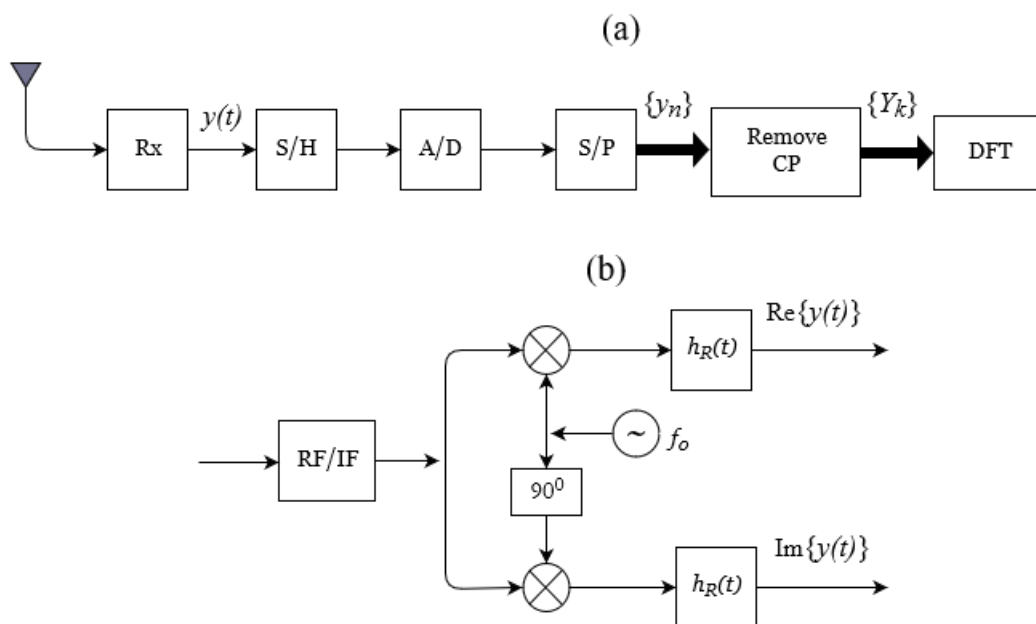 (a)
Rx
y(t)
S/H
A/D
S/P
{yn}
Remove
CP
{Yk}
DFT
(b)
RF/IF
~
fo
90⁰
hR(t)
Re{y(t)}
hR(t)
Im{y(t)}